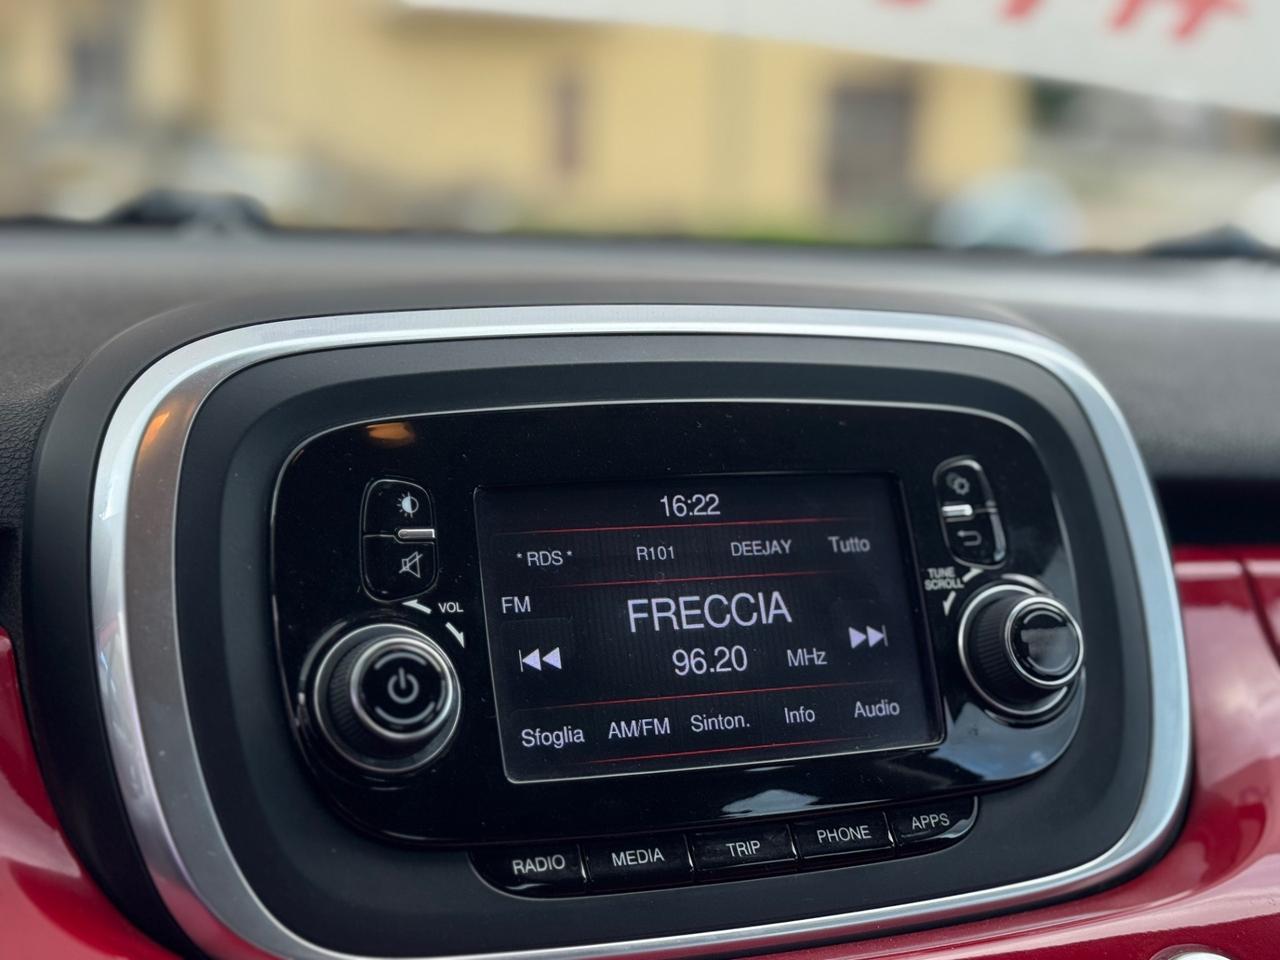 16:22
* RDS * R101 DEEJAY Tutto
FM
FRECCIA
96.20 MHz
Sfoglia AM/FM Sinton. Info Audio
VOL
TUNE
SCROLL
RADIO MEDIA TRIP PHONE APPS